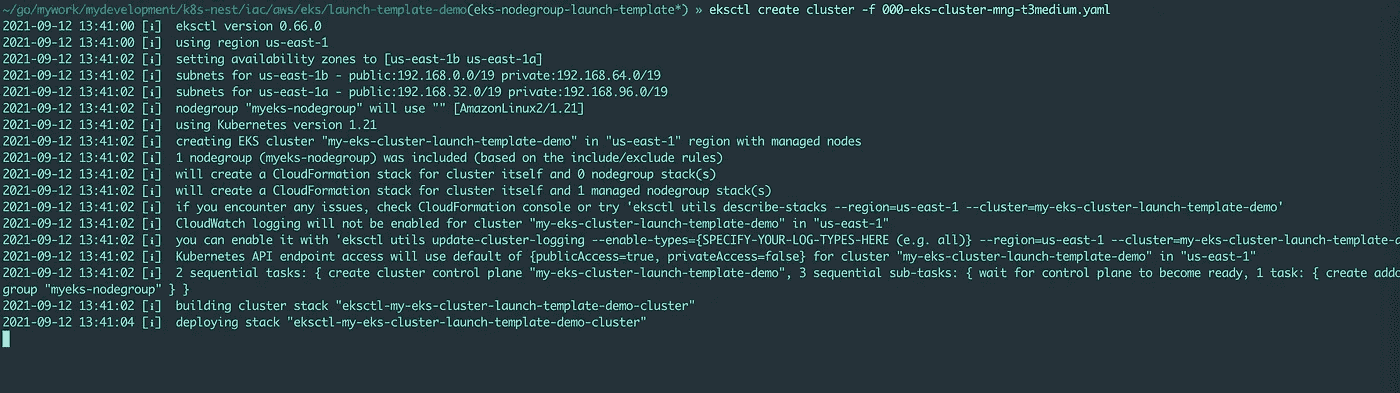 ~/go/mywork/mydevelopment/k8s-nest/iac/aws/eks/launch-template-demo(eks-nodegroup-launch-template*) » eksctl create cluster -f 000-eks-cluster-mng-t3medium.yaml
2021-09-12 13:41:00 [ℹ]  eksctl version 0.66.0
2021-09-12 13:41:00 [ℹ]  using region us-east-1
2021-09-12 13:41:02 [ℹ]  setting availability zones to [us-east-1b us-east-1a]
2021-09-12 13:41:02 [ℹ]  subnets for us-east-1b - public:192.168.0.0/19 private:192.168.64.0/19
2021-09-12 13:41:02 [ℹ]  subnets for us-east-1a - public:192.168.32.0/19 private:192.168.96.0/19
2021-09-12 13:41:02 [ℹ]  nodegroup "myeks-nodegroup" will use "" [AmazonLinux2/1.21]
2021-09-12 13:41:02 [ℹ]  using Kubernetes version 1.21
2021-09-12 13:41:02 [ℹ]  creating EKS cluster "my-eks-cluster-launch-template-demo" in "us-east-1" region with managed nodes
2021-09-12 13:41:02 [ℹ]  1 nodegroup (myeks-nodegroup) was included (based on the include/exclude rules)
2021-09-12 13:41:02 [ℹ]  will create a CloudFormation stack for cluster itself and 0 nodegroup stack(s)
2021-09-12 13:41:02 [ℹ]  will create a CloudFormation stack for cluster itself and 1 managed nodegroup stack(s)
2021-09-12 13:41:02 [ℹ]  if you encounter any issues, check CloudFormation console or try 'eksctl utils describe-stacks --region=us-east-1 --cluster=my-eks-cluster-launch-template-demo'
2021-09-12 13:41:02 [ℹ]  CloudWatch logging will not be enabled for cluster "my-eks-cluster-launch-template-demo" in "us-east-1"
2021-09-12 13:41:02 [ℹ]  you can enable it with 'eksctl utils update-cluster-logging --enable-types={SPECIFY-YOUR-LOG-TYPES-HERE (e.g. all)} --region=us-east-1 --cluster=my-eks-cluster-launch-template-
2021-09-12 13:41:02 [ℹ]  Kubernetes API endpoint access will use default of {publicAccess=true, privateAccess=false} for cluster "my-eks-cluster-launch-template-demo" in "us-east-1"
2021-09-12 13:41:02 [ℹ]  2 sequential tasks: { create cluster control plane "my-eks-cluster-launch-template-demo", 3 sequential sub-tasks: { wait for control plane to become ready, 1 task: { create addo
group "myeks-nodegroup" } }
2021-09-12 13:41:02 [ℹ]  building cluster stack "eksctl-my-eks-cluster-launch-template-demo-cluster"
2021-09-12 13:41:04 [ℹ]  deploying stack "eksctl-my-eks-cluster-launch-template-demo-cluster"